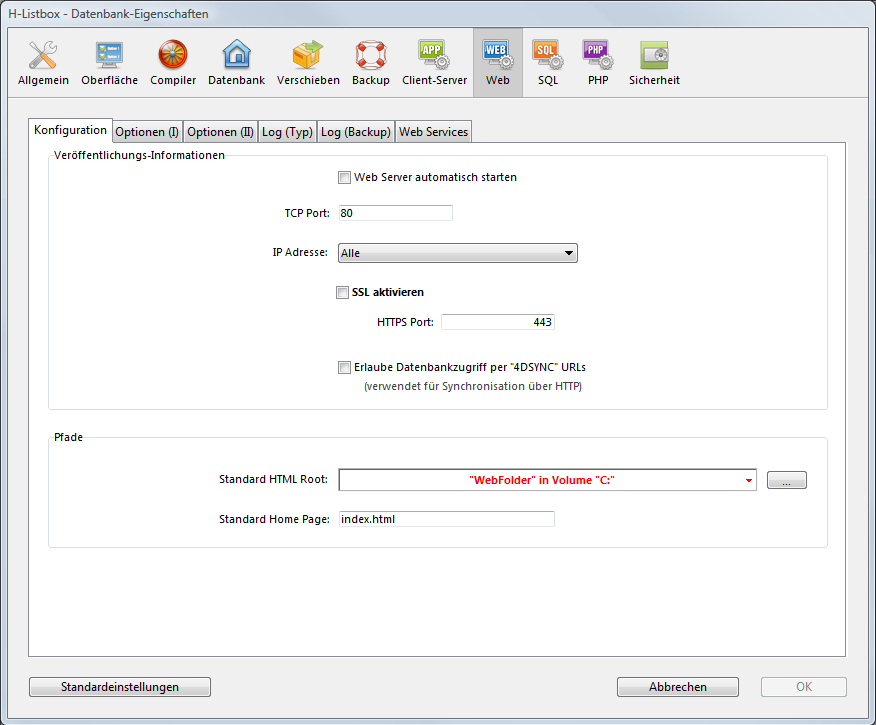 H-Listbox - Datenbank-Eigenschaften
APP WEB SQL PHP
Allgemein Oberfläche Compiler Datenbank Verschieben Backup Client-Server Web SQL PHP Sicherheit
Konfiguration Optionen (I) Optionen (II) Log (Typ) Log (Backup) Web Services
Veröffentlichungs-Informationen
Web Server automatisch starten
TCP Port: 80
IP Adresse: Alle
SSL aktivieren
HTTPS Port: 443
Erlaube Datenbankzugriff per "4DSYNC" URLs
(verwendet für Synchronisation über HTTP)
Pfade
Standard HTML Root: "WebFolder" in Volume "C:" ...
Standard Home Page: index.html
Standardeinstellungen Abbrechen OK